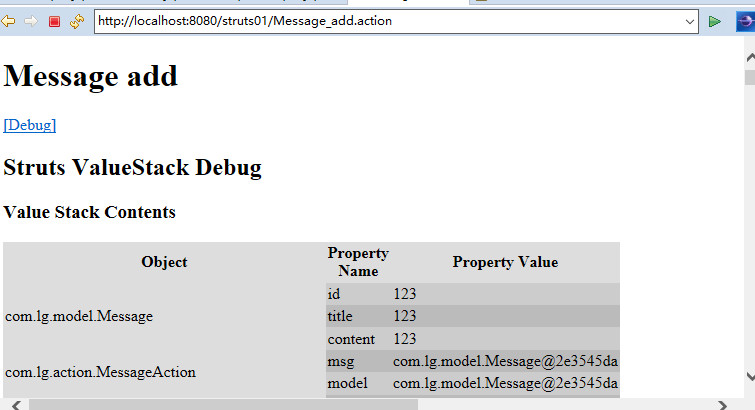 http://localhost:8080/struts01/Message_add.action
Message add
[Debug]
Struts ValueStack Debug
Value Stack Contents
Object Property Name Property Value
com.lg.model.Message
id 123
title 123
content 123
com.lg.action.MessageAction
msg com.lg.model.Message@2e3545da
model com.lg.model.Message@2e3545da